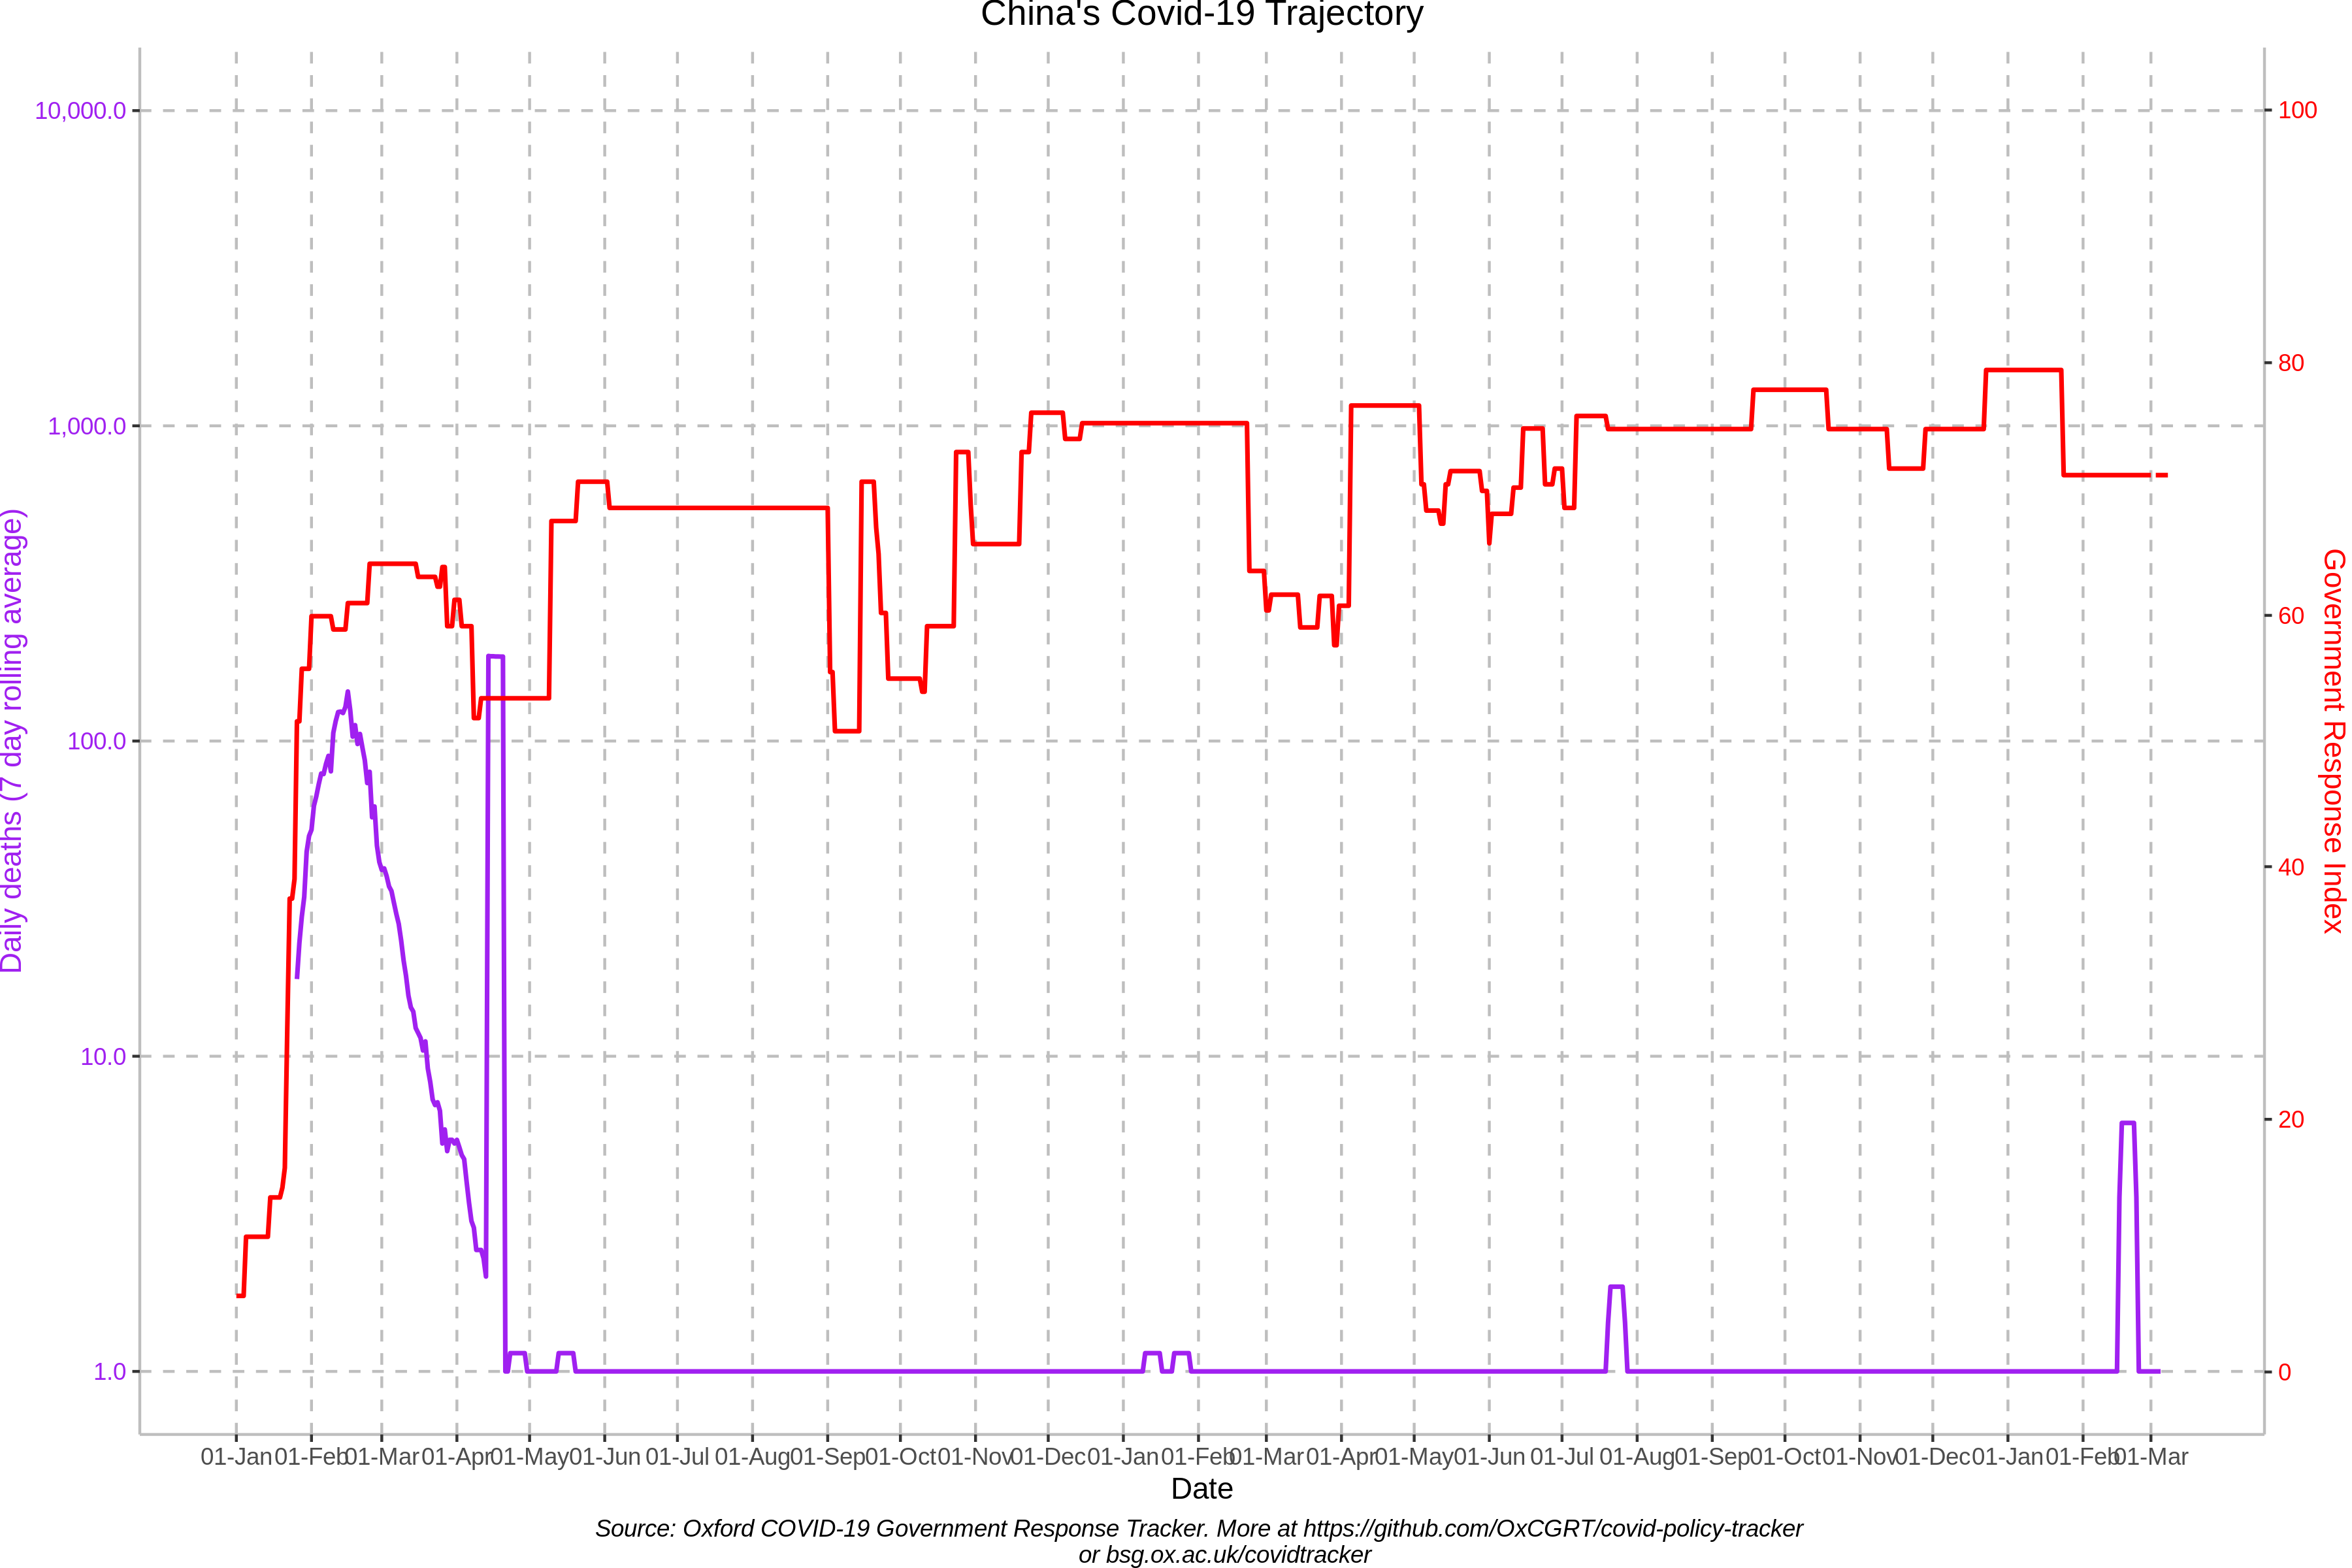 China's Covid-19 Trajectory
Daily deaths (7 day rolling average)
10,000.0
1,000.0
100.0
10.0
1.0
100
80
60
40
20
0
Government Response Index
01-Jan 01-Feb 01-Mar 01-Apr 01-May 01-Jun 01-Jul 01-Aug 01-Sep 01-Oct 01-Nov 01-Dec 01-Jan 01-Feb 01-Mar 01-Apr 01-May 01-Jun 01-Jul 01-Aug 01-Sep 01-Oct 01-Nov 01-Dec 01-Jan 01-Feb 01-Mar
Date
Source: Oxford COVID-19 Government Response Tracker. More at https://github.com/OxCGRT/covid-policy-tracker
or bsg.ox.ac.uk/covidtracker